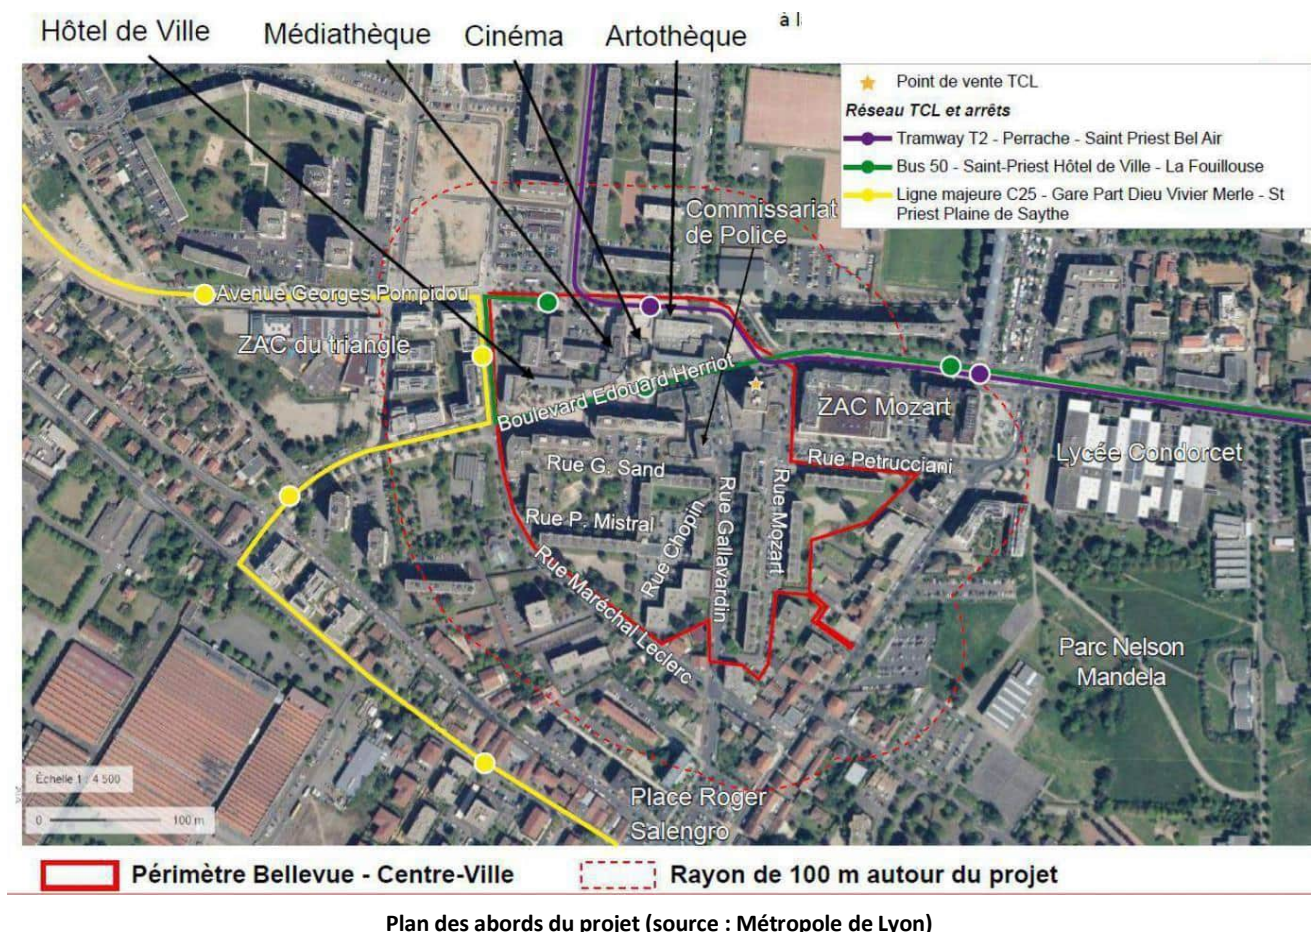 à l
Hôtel de Ville Médiathèque Cinéma Artothèque
Point de vente TCL
Réseau TCL et arrêts
Tramway T2 - Perrache - Saint Priest Bel Air
Bus 50 - Saint-Priest Hôtel de Ville - La Fouillouse
Ligne majeure C25 - Gare Part Dieu Vivier Merle - St
Priest Plaine de Saythe
Commissariat
de Police
Avenue Georges Pompidou
ZAC du triangle
Boulevard Edouard Herriot
ZAC Mozart
Rue Petrucciani
Lycée Condorcet
Rue G. Sand
Rue P. Mistral
Rue Chopin
Rue Gallavardin
Rue Mozart
Rue Maréchal Leclerc
Parc Nelson
Mandela
Place Roger
Salengro
Échelle 1 : 4 500
0 100 m
Périmètre Bellevue - Centre-Ville
Rayon de 100 m autour du projet
Plan des abords du projet (source : Métropole de Lyon)